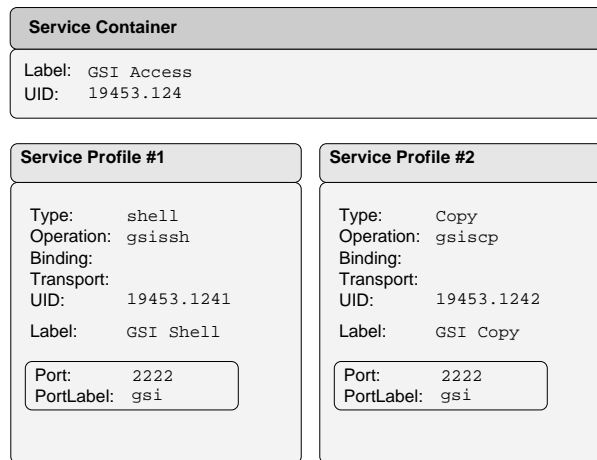 Service Container
Label: GSI Access
UID: 19453.124
Service Profile #1
Type: shell
Operation: gsissh
Binding:
Transport:
UID: 19453.1241
Label: GSI Shell
Port: 2222
PortLabel: gsi
Service Profile #2
Type: Copy
Operation: gsiscp
Binding:
Transport:
UID: 19453.1242
Label: GSI Copy
Port: 2222
PortLabel: gsi